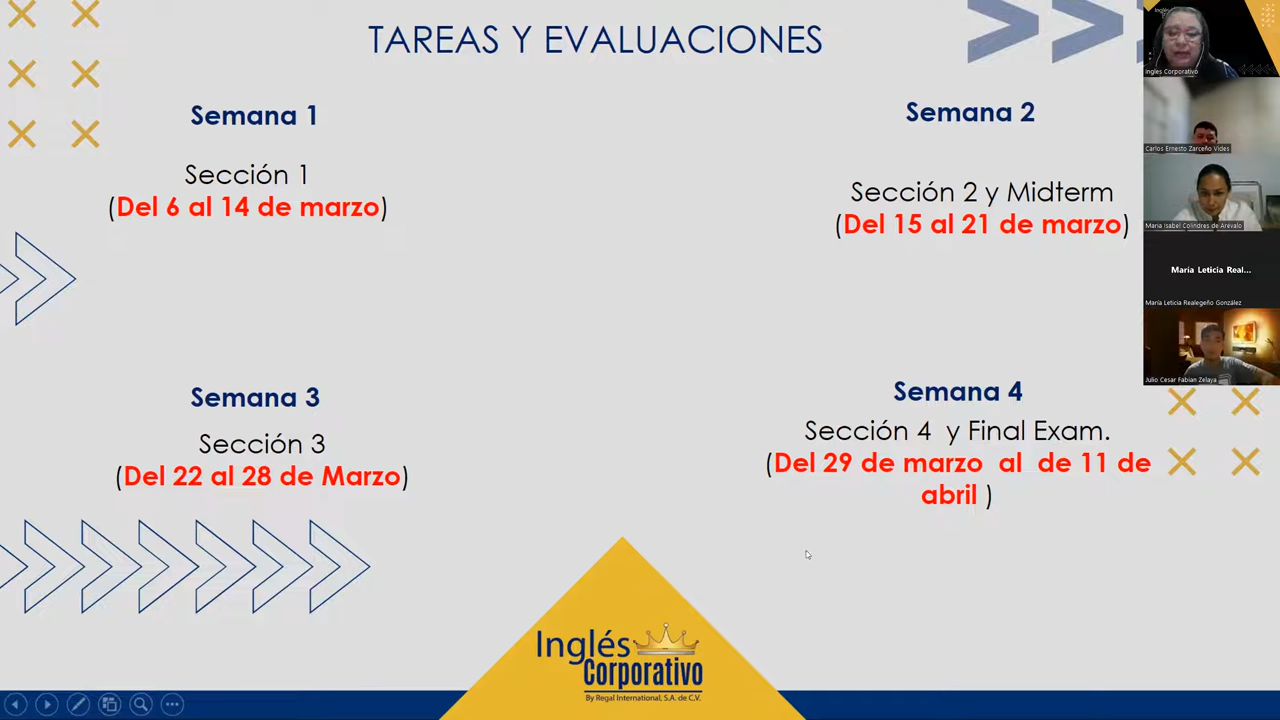 TAREAS Y EVALUACIONES
Semana 1
Sección 1
(Del 6 al 14 de marzo)
Semana 2
Sección 2 y Midterm
(Del 15 al 21 de marzo)
Semana 3
Sección 3
(Del 22 al 28 de Marzo)
Semana 4
Sección 4 y Final Exam.
(Del 29 de marzo al de 11 de
abril )
Inglés
Corporativo
By Regal International, S.A. de C.V.
Ingles Corporativo
Carlos Ernesto Zarceño Vides
Maria Isabel Colindres de Arévalo
María Leticia Real...
María Leticia Realegeño González
Julio Cesar Fabian Zelaya